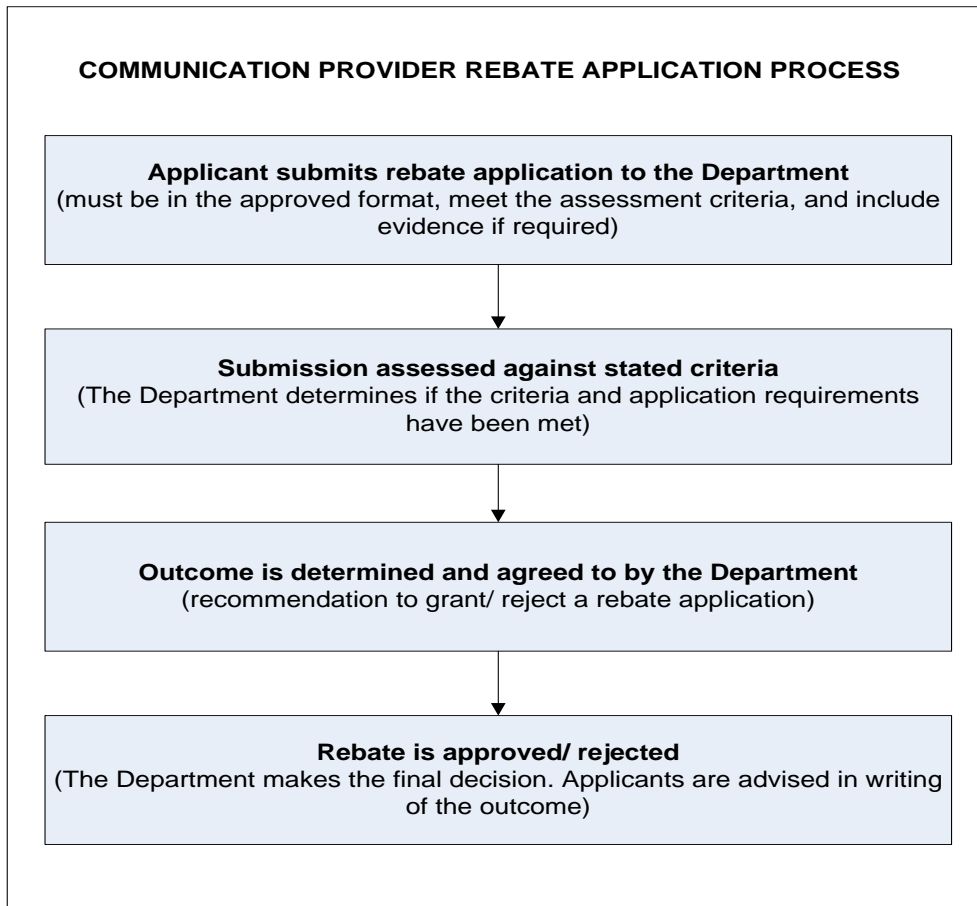 COMMUNICATION PROVIDER REBATE APPLICATION PROCESS
Applicant submits rebate application to the Department
(must be in the approved format, meet the assessment criteria, and include
evidence if required)
Submission assessed against stated criteria
(The Department determines if the criteria and application requirements
have been met)
Outcome is determined and agreed to by the Department
(recommendation to grant/ reject a rebate application)
Rebate is approved/ rejected
(The Department makes the final decision. Applicants are advised in writing
of the outcome)